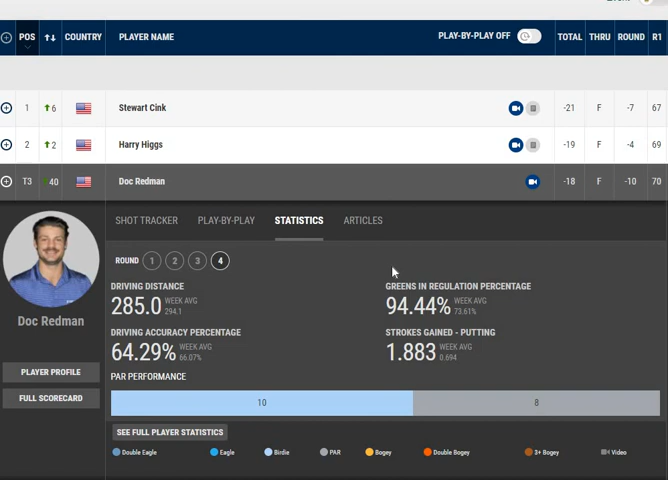 POS COUNTRY PLAYER NAME PLAY-BY-PLAY OFF TOTAL THRU ROUND R1
1 6 Stewart Cink -21 F -7 67
2 2 Harry Higgs -19 F -4 69
T3 40 Doc Redman -18 F -10 70
SHOT TRACKER PLAY-BY-PLAY STATISTICS ARTICLES
ROUND 1 2 3 4
DRIVING DISTANCE
285.0 WEEK AVG
294.1
GREENS IN REGULATION PERCENTAGE
94.44% WEEK AVG
73.61%
DRIVING ACCURACY PERCENTAGE
64.29% WEEK AVG
66.07%
STROKES GAINED - PUTTING
1.883 WEEK AVG
0.694
PAR PERFORMANCE
10 8
SEE FULL PLAYER STATISTICS
Double Eagle Eagle Birdie PAR Bogey Double Bogey 3+ Bogey Video
Doc Redman
PLAYER PROFILE
FULL SCORECARD